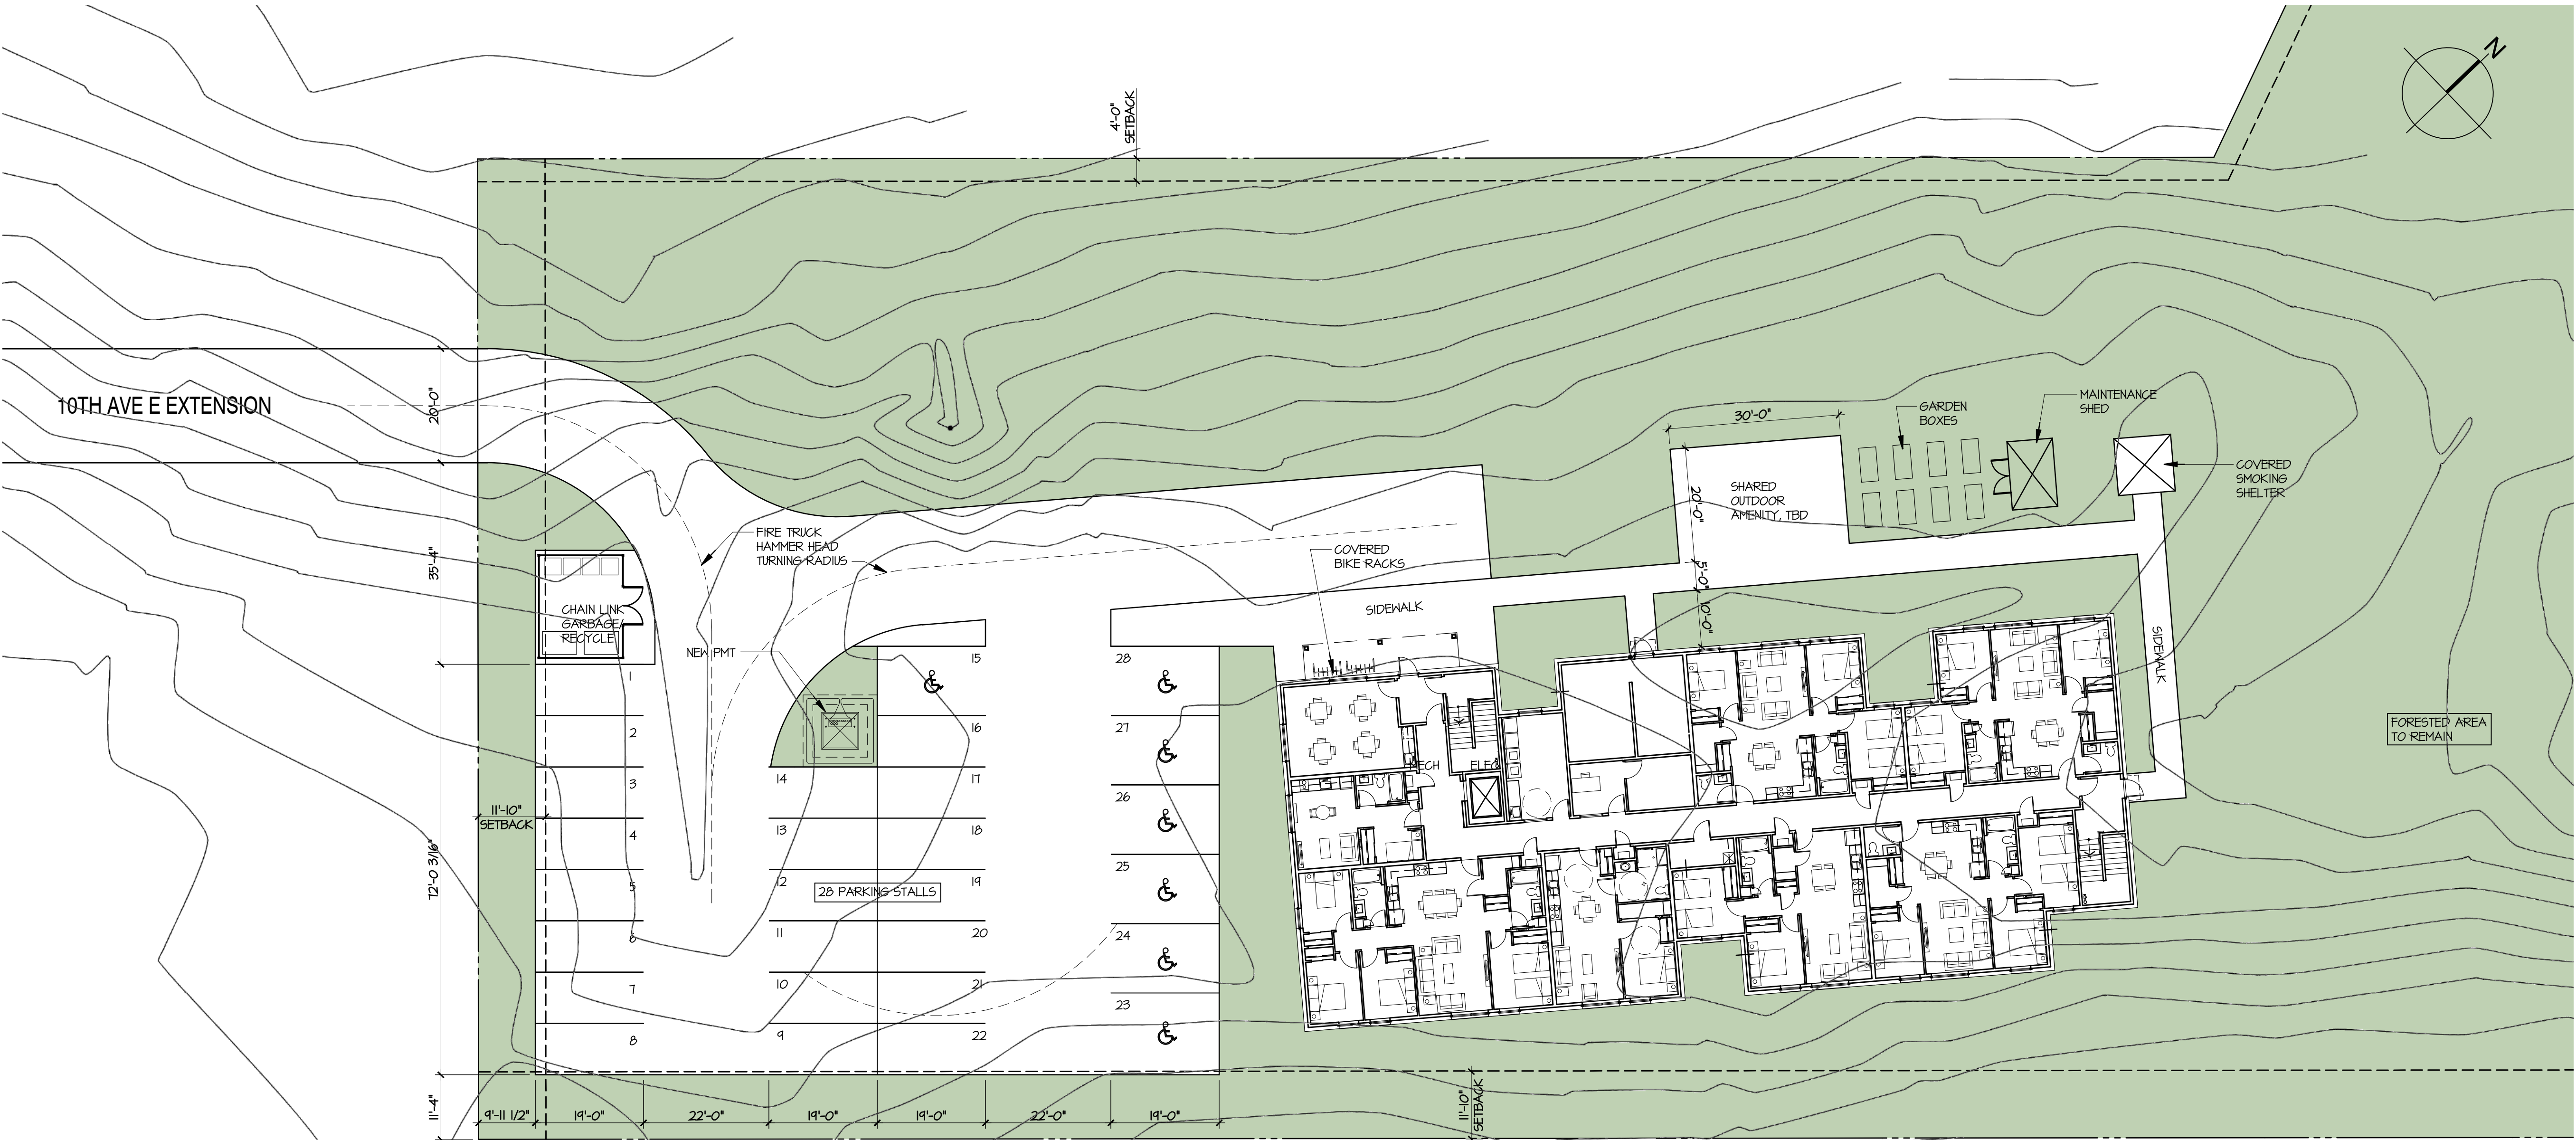 N
4'-0"
SETBACK
10TH AVE E EXTENSION
20'-0"
30'-0"
GARDEN
BOXES
MAINTENANCE
SHED
COVERED
SMOKING
SHELTER
SHARED
OUTDOOR
AMENITY, TBD
20'-0"
5'-0"
10'-0"
FIRE TRUCK
HAMMER HEAD
TURNING RADIUS
COVERED
BIKE RACKS
SIDEWALK
SIDEWALK
35'-4"
CHAIN LINK
GARBAGE/
RECYCLE
NEW PMT
1
2
3
4
5
6
7
8
9
10
11
12
13
14
15
16
17
18
19
20
21
22
28
27
26
25
24
23
28 PARKING STALLS
MECH
ELEC
FORESTED AREA
TO REMAIN
11'-10"
SETBACK
72'-0 3/16"
11'-4"
9'-11 1/2"
19'-0"
22'-0"
19'-0"
19'-0"
22'-0"
19'-0"
11'-10"
SETBACK